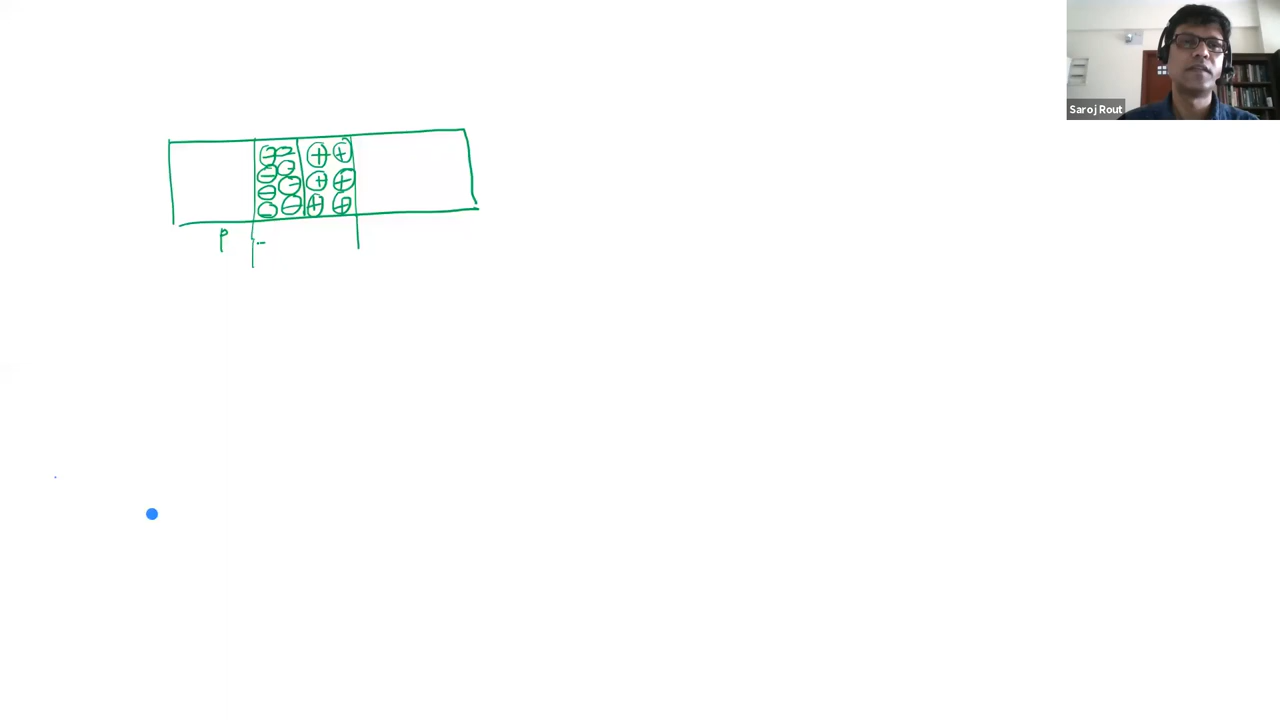 Saroj Rout
⊖ ⊖ ⊕ ⊕
⊖ ⊖ ⊕ ⊕
⊖ ⊖ ⊕ ⊕
⊖ ⊖
P